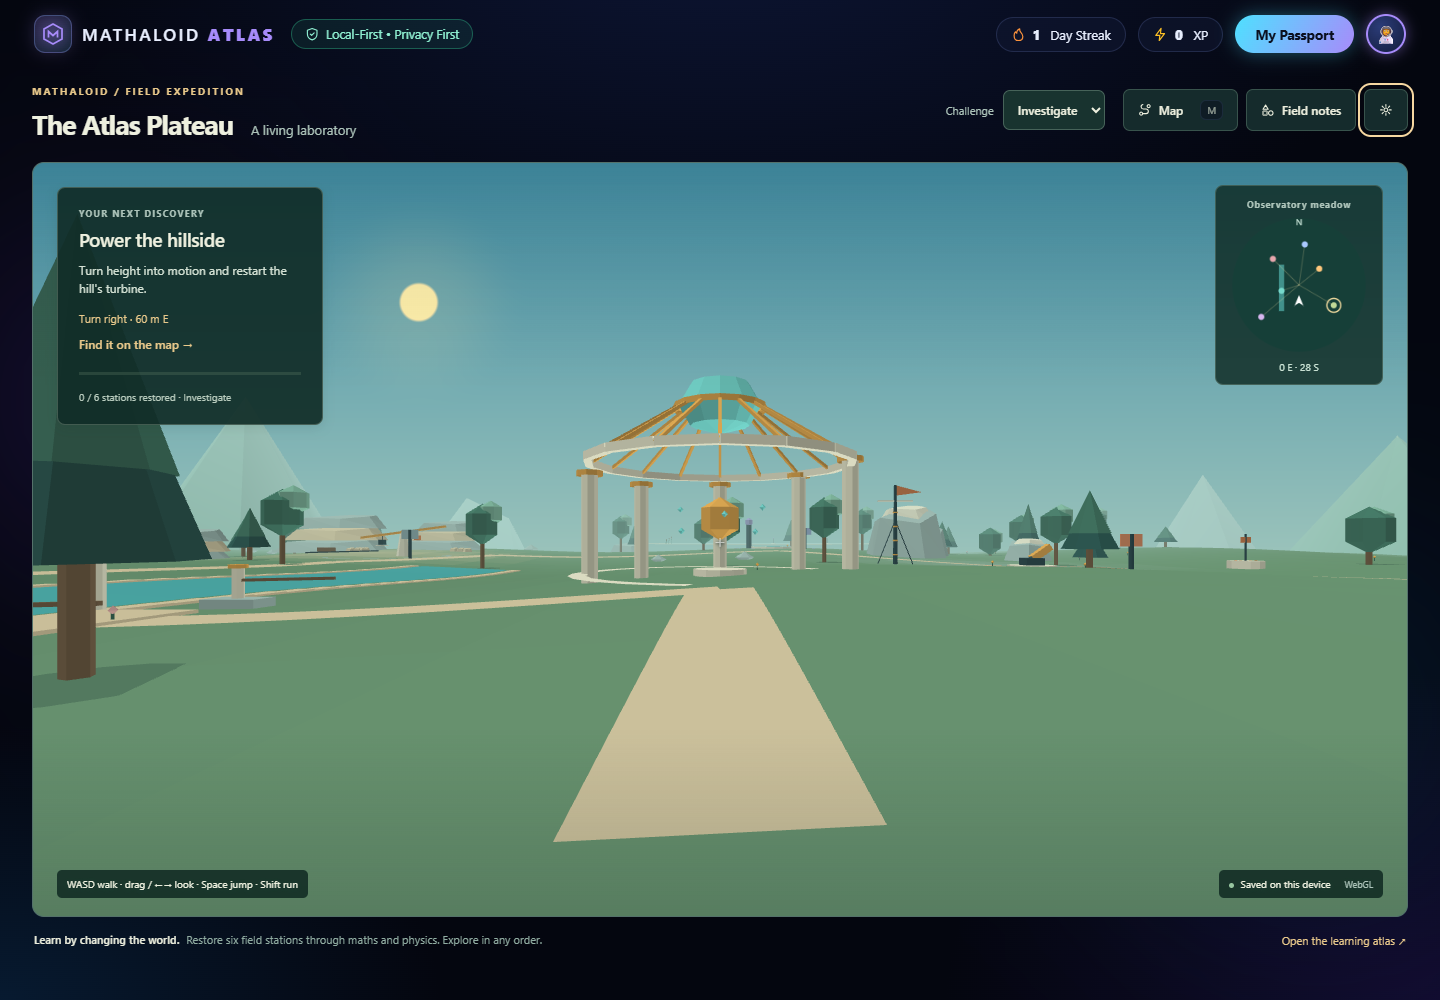 MATHALOID ATLAS
Local-First • Privacy First
1 Day Streak
0 XP
My Passport
MATHALOID / FIELD EXPEDITION
The Atlas Plateau
A living laboratory
Challenge
Investigate
Map M
Field notes
YOUR NEXT DISCOVERY
Power the hillside
Turn height into motion and restart the
hill's turbine.
Turn right · 60 m E
Find it on the map →
0 / 6 stations restored · Investigate
Observatory meadow
N
0 E · 28 S
WASD walk · drag / ←→ look · Space jump · Shift run
Saved on this device WebGL
Learn by changing the world. Restore six field stations through maths and physics. Explore in any order.
Open the learning atlas ↗